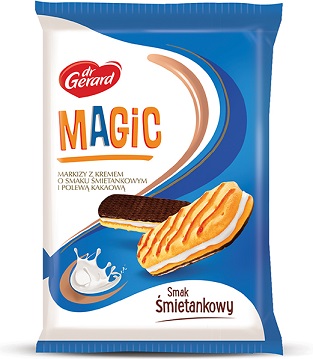 dr
Gerard
MAGiC
MARKIZY Z KREMEM
O SMAKU ŚMIETANKOWYM
I POLEWĄ KAKAOWĄ
Smak
Śmietankowy